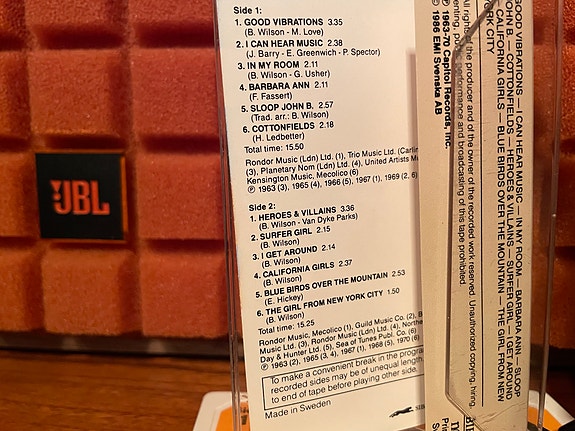 JBL
Side 1:
1. GOOD VIBRATIONS 3.35
(B. Wilson - M. Love)
2. I CAN HEAR MUSIC 2.38
(J. Barry - E. Greenwich - P. Spector)
3. IN MY ROOM 2.11
(B. Wilson - G. Usher)
4. BARBARA ANN 2.11
(F. Fassert)
5. SLOOP JOHN B. 2.57
(Trad. arr.: B. Wilson)
6. COTTONFIELDS 2.18
(H. Ledbetter)
Total time: 15.50
Rondor Music (Ldn) Ltd. (1), Trio Music Ltd. (Carlin
(3), Planetary Nom (Ldn) Ltd. (4), United Artists M
Kensington Music, Mecolico (6)
℗ 1963 (3), 1965 (4), 1966 (5), 1967 (1), 1969 (2, 6)
Side 2:
1. HEROES & VILLAINS 3.36
(B. Wilson - Van Dyke Parks)
2. SURFER GIRL 2.15
(B. Wilson)
3. I GET AROUND 2.14
(B. Wilson)
4. CALIFORNIA GIRLS 2.37
(B. Wilson)
5. BLUE BIRDS OVER THE MOUNTAIN 2.53
(E. Hickey)
6. THE GIRL FROM NEW YORK CITY 1.50
(B. Wilson)
Total time: 15.25
Rondor Music, Mecolico (1), Guild Music Co. (2), B
Music Ltd. (3), Rondor Music (Ldn) Ltd. (4), Northe
Day & Hunter Ltd. (5), Sea of Tunes Publ. Co. (6)
℗ 1963 (2), 1965 (3, 4), 1967 (1), 1968 (5), 1970 (6)
To make a convenient break in the progra
recorded sides may be of unequal length,
to end of tape before playing other side.
Made in Sweden
GOOD VIBRATIONS — I CAN HEAR MUSIC — IN MY ROOM — BARBARA ANN — SLOOP
JOHN B. — COTTONFIELDS — HEROES & VILLAINS — SURFER GIRL — I GET AROUND
— CALIFORNIA GIRLS — BLUE BIRDS OVER THE MOUNTAIN — THE GIRL FROM NEW
YORK CITY
All rights of the producer and of the owner of the recorded work reserved. Unauthorized copying, hiring,
renting, public performance and broadcasting of this tape prohibited.
℗ 1963-70 Capitol Records, Inc.
© 1986 EMI Svenska AB